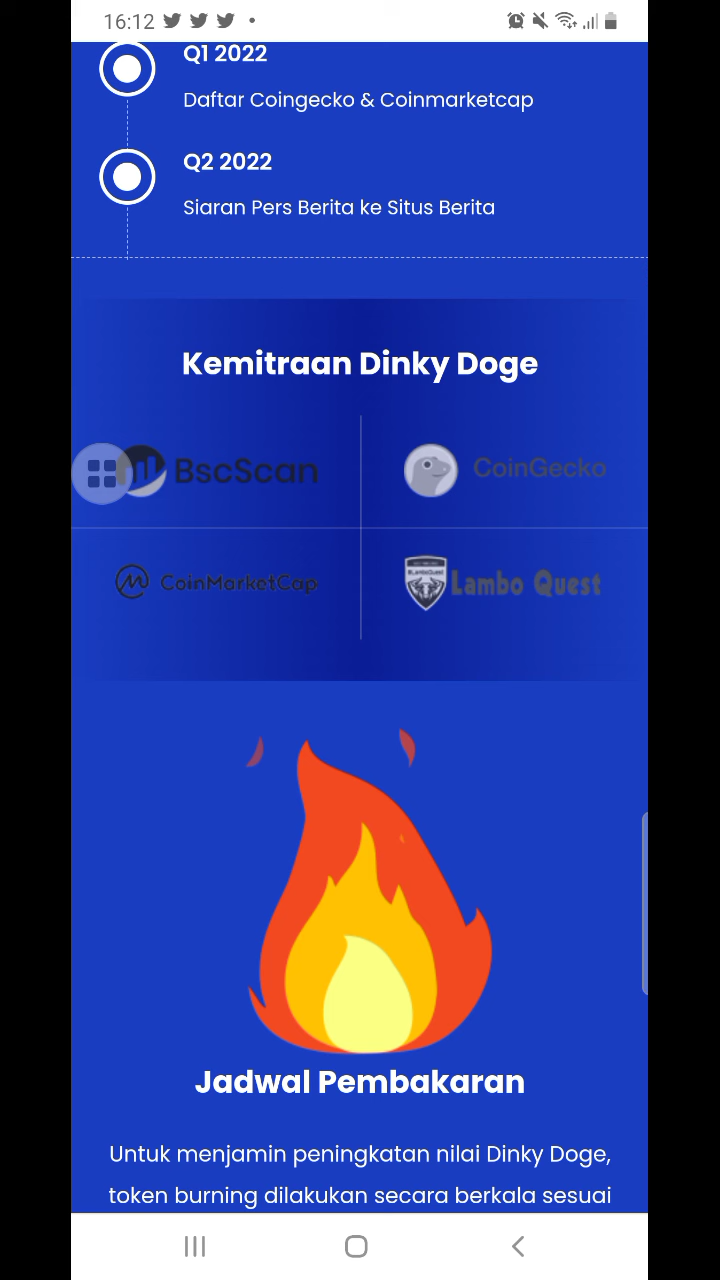 16:12
Q1 2022
Daftar Coingecko & Coinmarketcap
Q2 2022
Siaran Pers Berita ke Situs Berita
Kemitraan Dinky Doge
BscScan
CoinGecko
CoinMarketCap
Lambo Quest
Jadwal Pembakaran
Untuk menjamin peningkatan nilai Dinky Doge,
token burning dilakukan secara berkala sesuai